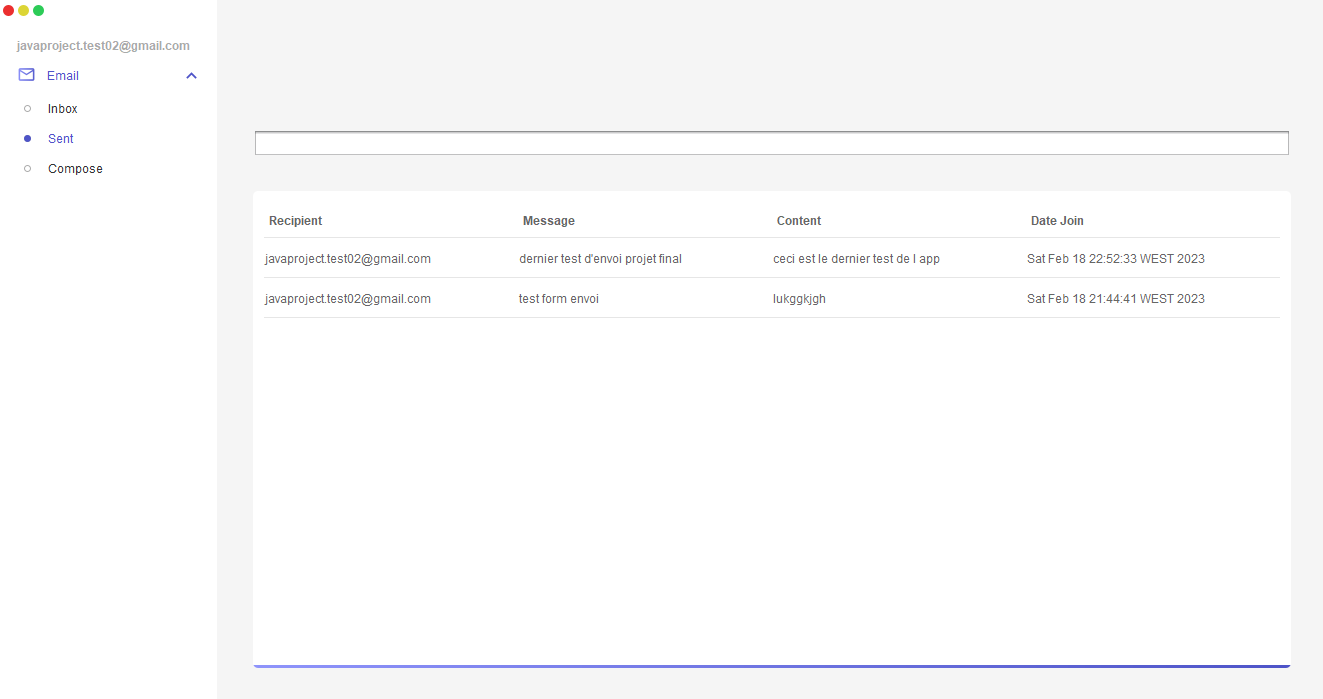 javaproject.test02@gmail.com
Email
Inbox
Sent
Compose
Recipient Message Content Date Join
javaproject.test02@gmail.com dernier test d'envoi projet final ceci est le dernier test de l app Sat Feb 18 22:52:33 WEST 2023
javaproject.test02@gmail.com test form envoi lukggkjgh Sat Feb 18 21:44:41 WEST 2023